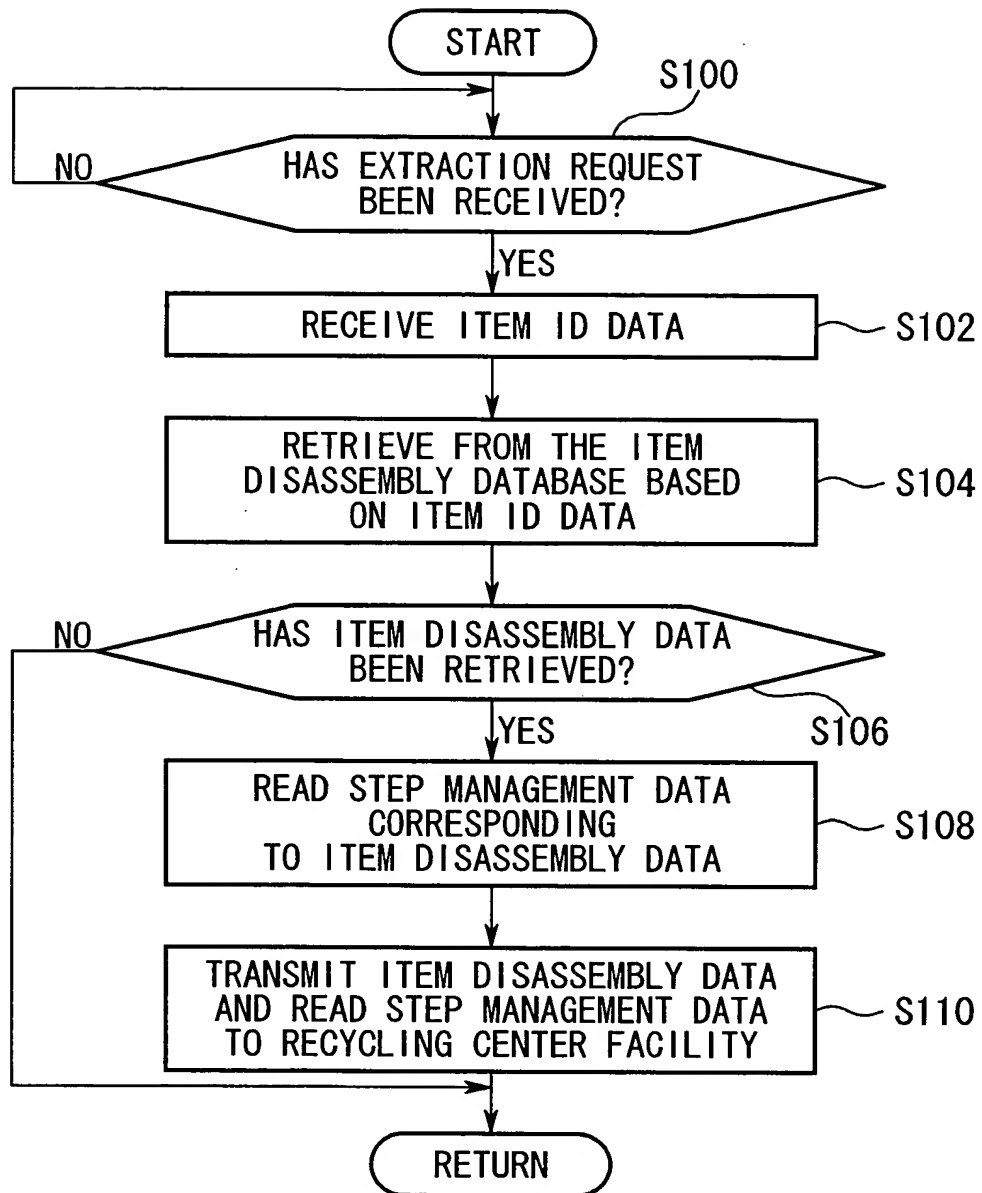 START
S100
NO
HAS EXTRACTION REQUEST
BEEN RECEIVED?
YES
RECEIVE ITEM ID DATA
S102
RETRIEVE FROM THE ITEM
DISASSEMBLY DATABASE BASED
ON ITEM ID DATA
S104
NO
HAS ITEM DISASSEMBLY DATA
BEEN RETRIEVED?
S106
YES
READ STEP MANAGEMENT DATA
CORRESPONDING
TO ITEM DISASSEMBLY DATA
S108
TRANSMIT ITEM DISASSEMBLY DATA
AND READ STEP MANAGEMENT DATA
TO RECYCLING CENTER FACILITY
S110
RETURN